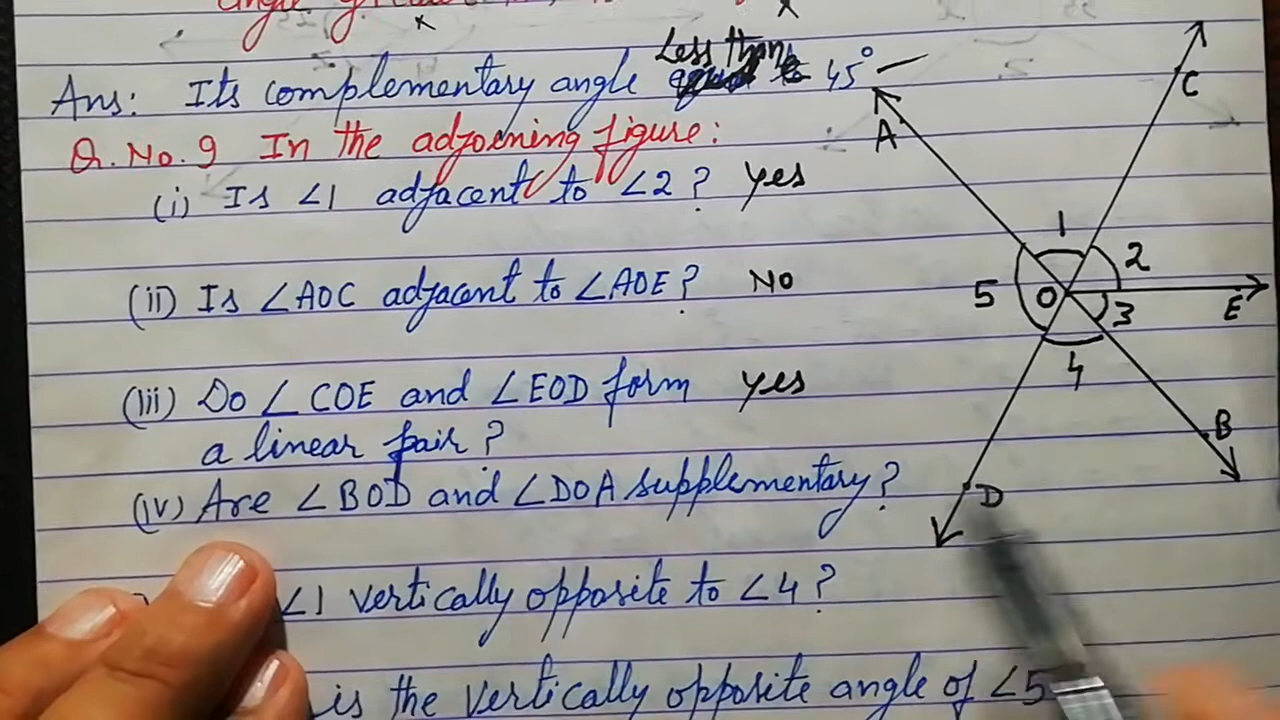 Ans: Its complementary angle Less than 45°
Q.No.9 In the adjoining figure:
(i) Is ∠1 adjacent to ∠2? Yes
(ii) Is ∠AOC adjacent to ∠AOE? No
(iii) Do ∠COE and ∠EOD form Yes
a linear pair?
(iv) Are ∠BOD and ∠DOA supplementary?
∠1 vertically opposite to ∠4?
is the vertically opposite angle of ∠5
A
C
1
2
5
O
3
E
4
B
D